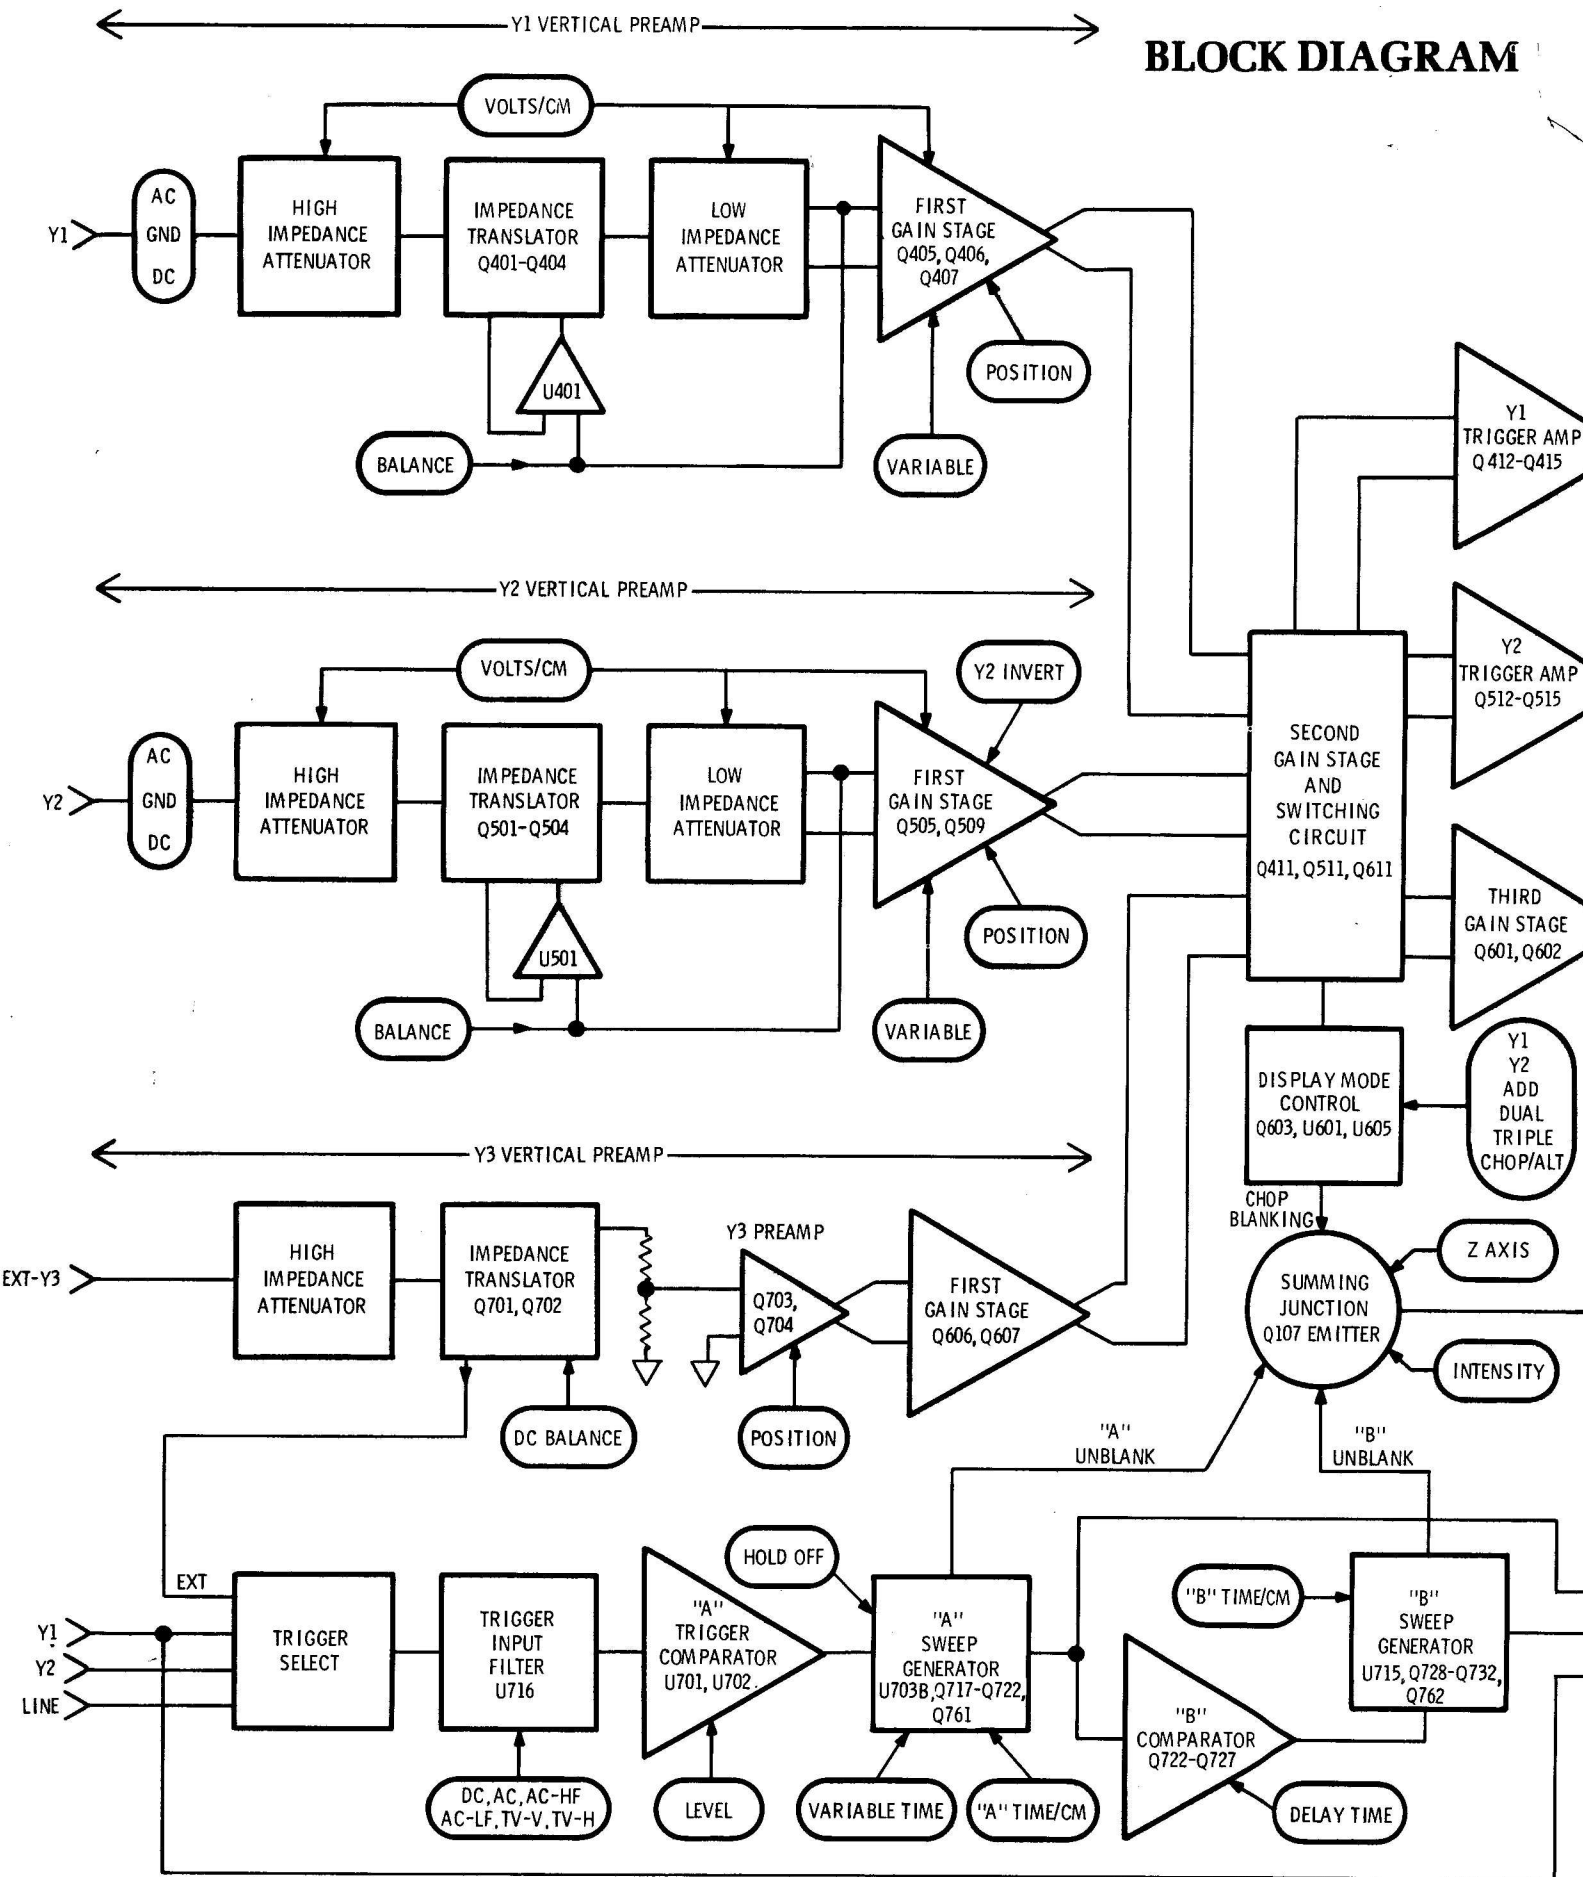 Y1 VERTICAL PREAMP
BLOCK DIAGRAM
VOLTS/CM
Y1
AC
GND
DC
HIGH
IMPEDANCE
ATTENUATOR
IMPEDANCE
TRANSLATOR
Q401-Q404
LOW
IMPEDANCE
ATTENUATOR
FIRST
GAIN STAGE
Q405, Q406,
Q407
U401
POSITION
BALANCE
VARIABLE
Y1
TRIGGER AMP
Q412-Q415
Y2 VERTICAL PREAMP
VOLTS/CM
Y2 INVERT
Y2
AC
GND
DC
HIGH
IMPEDANCE
ATTENUATOR
IMPEDANCE
TRANSLATOR
Q501-Q504
LOW
IMPEDANCE
ATTENUATOR
FIRST
GAIN STAGE
Q505, Q509
U501
POSITION
BALANCE
VARIABLE
Y2
TRIGGER AMP
Q512-Q515
SECOND
GAIN STAGE
AND
SWITCHING
CIRCUIT
Q411, Q511, Q611
THIRD
GAIN STAGE
Q601, Q602
DISPLAY MODE
CONTROL
Q603, U601, U605
Y1
Y2
ADD
DUAL
TRIPLE
CHOP/ALT
Y3 VERTICAL PREAMP
EXT-Y3
HIGH
IMPEDANCE
ATTENUATOR
IMPEDANCE
TRANSLATOR
Q701, Q702
Y3 PREAMP
Q703,
Q704
FIRST
GAIN STAGE
Q606, Q607
CHOP
BLANKING
SUMMING
JUNCTION
Q107 EMITTER
Z AXIS
INTENSITY
DC BALANCE
POSITION
"A"
UNBLANK
"B"
UNBLANK
EXT
Y1
Y2
LINE
TRIGGER
SELECT
TRIGGER
INPUT
FILTER
U716
"A"
TRIGGER
COMPARATOR
U701, U702.
HOLD OFF
"A"
SWEEP
GENERATOR
U703B, Q717-Q722,
Q761
"B" TIME/CM
"B"
SWEEP
GENERATOR
U715, Q728-Q732,
Q762
"B"
COMPARATOR
Q722-Q727
DC, AC, AC-HF
AC-LF, TV-V, TV-H
LEVEL
VARIABLE TIME
"A" TIME/CM
DELAY TIME